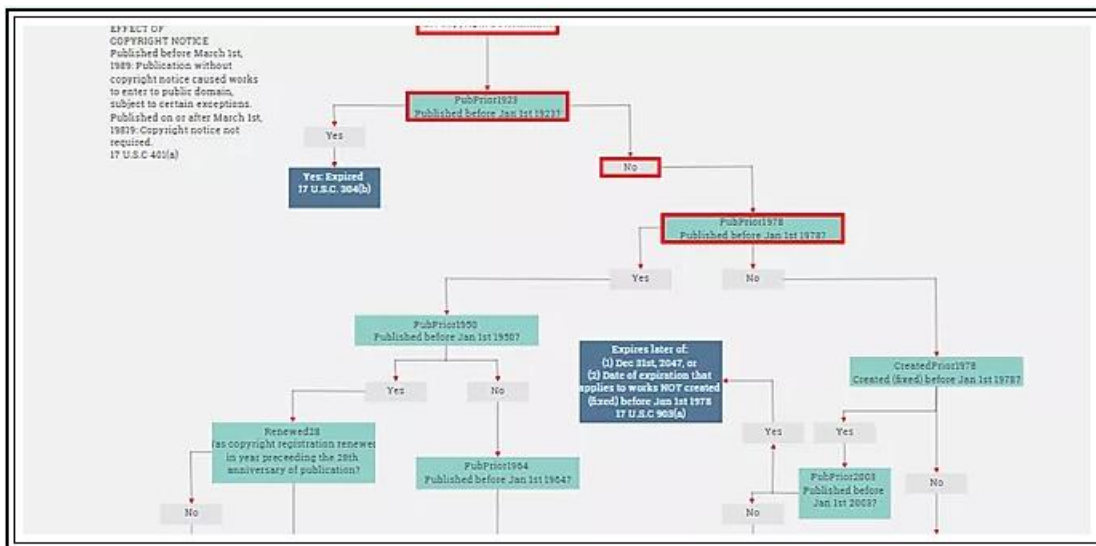 EFFECT OF
COPYRIGHT NOTICE
Published before March 1st,
1989: Publication without
copyright notice caused works
to enter to public domain,
subject to certain exceptions.
Published on or after March 1st,
19819: Copyright notice not
required.
17 U.S.C 401(a)
PubPrior1923
Published before Jan 1st 1923?
Yes
No
Yes: Expired
17 U.S.C. 304(b)
PubPrior1978
Published before Jan 1st 1978?
Yes
No
PubPrior1950
Published before Jan 1st 1950?
Expires later of:
(1) Dec 31st, 2047, or
(2) Date of expiration that
applies to works NOT created
(fixed) before Jan 1st 1978
17 U.S.C 903(a)
CreatedPrior1978
Created (fixed) before Jan 1st 1978?
Yes
No
Renewed28
as copyright registration renewe
in year preceeding the 28th
anniversary of publication?
Yes
Yes
PubPrior1964
Published before Jan 1st 1964?
PubPrior2003
Published before
Jan 1st 2003?
No
No
No